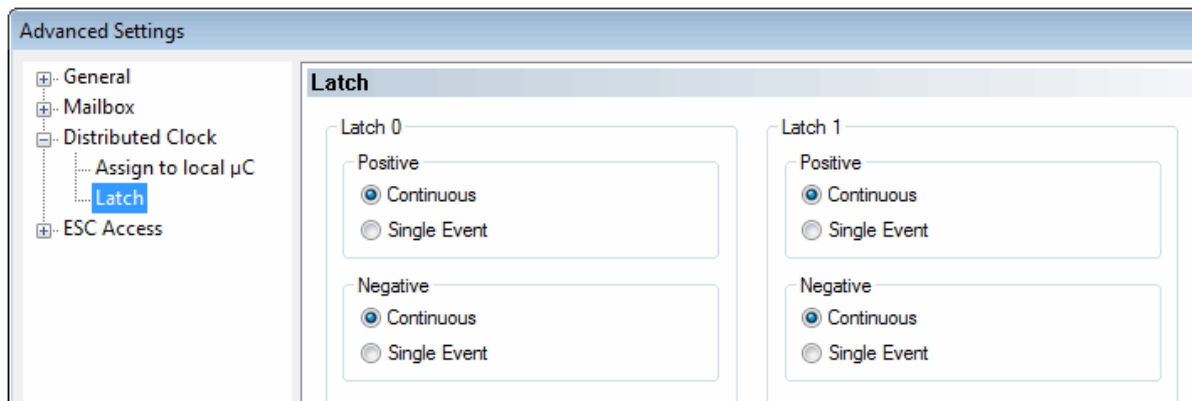 Advanced Settings
General
Mailbox
Distributed Clock
Assign to local µC
Latch
ESC Access
Latch
Latch 0
Positive
Continuous
Single Event
Negative
Continuous
Single Event
Latch 1
Positive
Continuous
Single Event
Negative
Continuous
Single Event